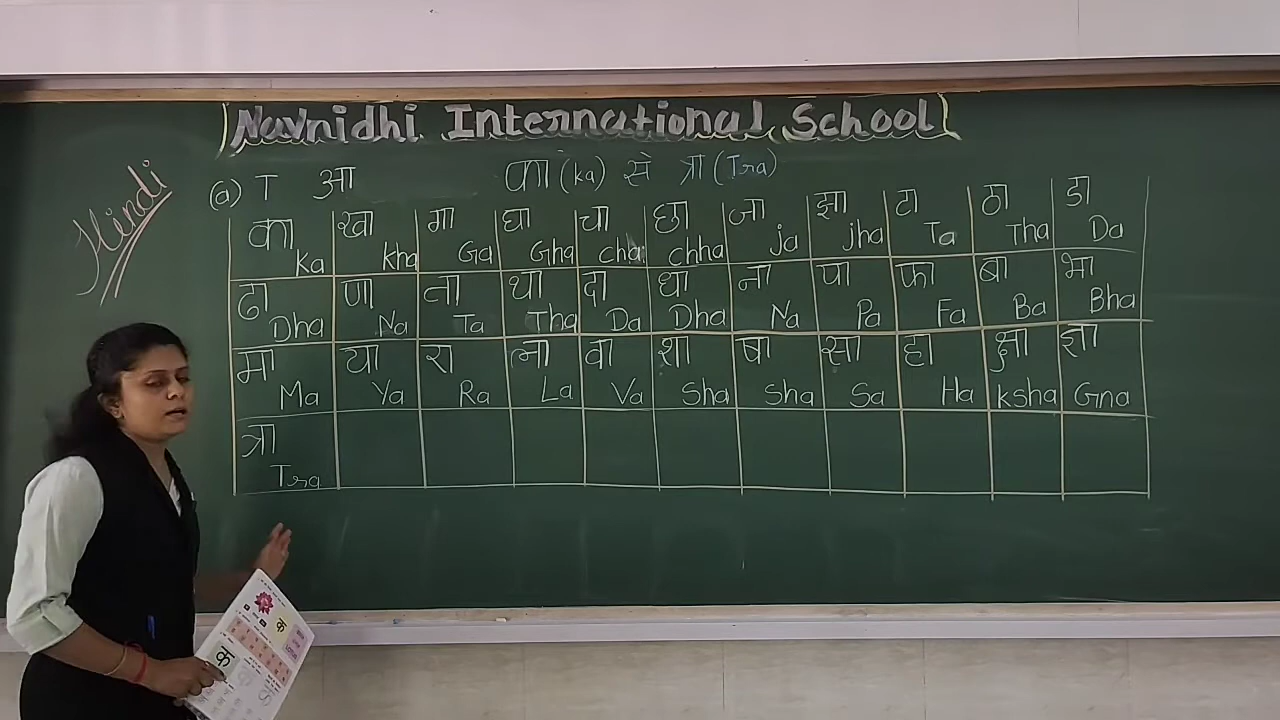 Navnidhi International School
Hindi
(a) T आ का (ka) से त्रा (Tra)
का खा गा घा चा छा जा झा टा ठा डा
ka kha Ga Gha cha chha ja jha Ta Tha Da
ढा णा ता था दा धा ना पा फा बा भा
Dha Na Ta Tha Da Dha Na Pa Fa Ba Bha
मा या रा ला वा शा षा सा हा क्षा ज्ञा
Ma Ya Ra La Va Sha Sha Sa Ha ksha Gna
त्रा
Tra
क
क